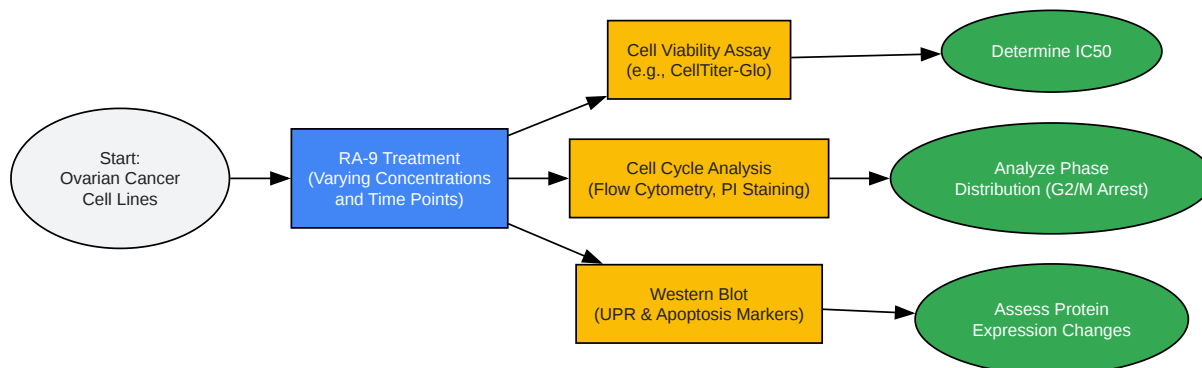 Start:
Ovarian Cancer
Cell Lines
RA-9 Treatment
(Varying Concentrations
and Time Points)
Cell Viability Assay
(e.g., CellTiter-Glo)
Determine IC50
Cell Cycle Analysis
(Flow Cytometry, PI Staining)
Analyze Phase
Distribution (G2/M Arrest)
Western Blot
(UPR & Apoptosis Markers)
Assess Protein
Expression Changes